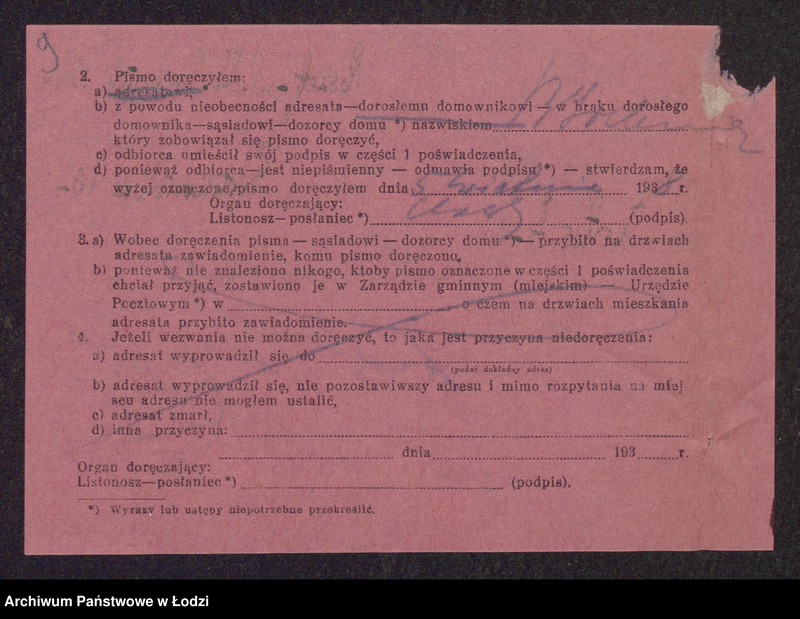 9
2. Pismo doręczyłem:
a) adresatowi, *
b) z powodu nieobecności adresata—dorosłemu domownikowi — w braku dorosłego
domownika—sąsiadowi—dozorcy domu *) nazwiskiem
który zobowiązał się pismo doręczyć,
c) odbiorca umieścił swój podpis w części 1 poświadczenia,
d) ponieważ odbiorca—jest niepiśmienny — odmawia podpisu *) — stwierdzam, że
wyżej oznaczone pismo doręczyłem dnia 5 kwietnia 1938 r.
Organ doręczający:
Listonosz—posłaniec *) (podpis).
3. a) Wobec doręczenia pisma — sąsiadowi — dozorcy domu *) — przybito na drzwiach
adresata zawiadomienie, komu pismo doręczono,
b) ponieważ nie znaleziono nikogo, ktoby pismo oznaczone w części 1 poświadczenia
chciał przyjąć, zostawiono je w Zarządzie gminnym (miejskim) — Urzędzie
Pocztowym *) w , o czem na drzwiach mieszkania
adresata przybito zawiadomienie.
4. Jeżeli wezwania nie można doręczyć, to jaka jest przyczyna niedoręczenia:
a) adresat wyprowadził się do
(podać dokładny adres)
b) adresat wyprowadził się, nie pozostawiwszy adresu i mimo rozpytania na miej
scu adresu nie mogłem ustalić,
c) adresat zmarł,
d) inna przyczyna:
dnia 193 r.
Organ doręczający:
Listonosz—posłaniec *) (podpis).
*) Wyrazy lub ustępy niepotrzebne przekreślić.
Archiwum Państwowe w Łodzi